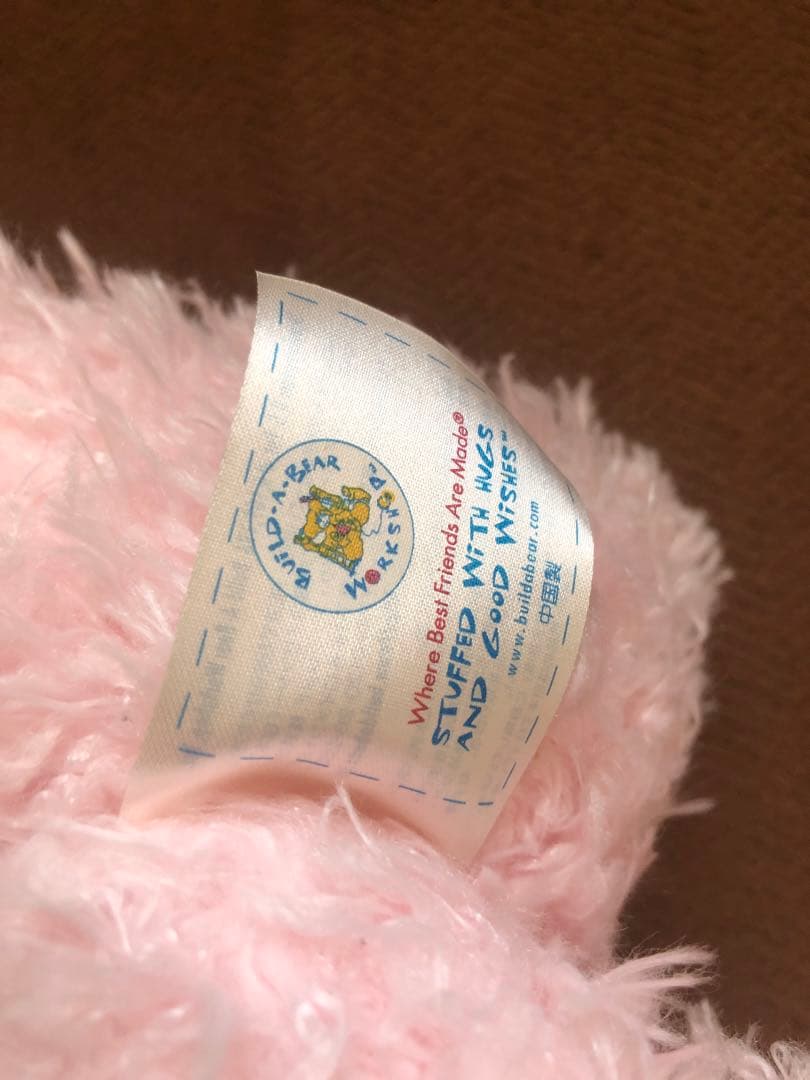 BUILD-A-BEAR
WORKSHOP
Where Best Friends Are Made®
STUFFED WITH HUGS
AND GOOD WISHES™
www.buildabear.com
中国製